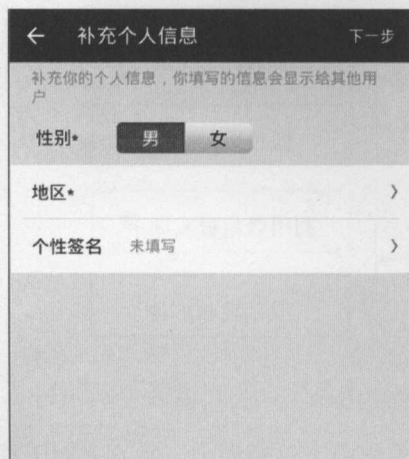 ← 补充个人信息 下一步
补充你的个人信息，你填写的信息会显示给其他用
户
性别* 男 女
地区* 〉
个性签名 未填写 〉